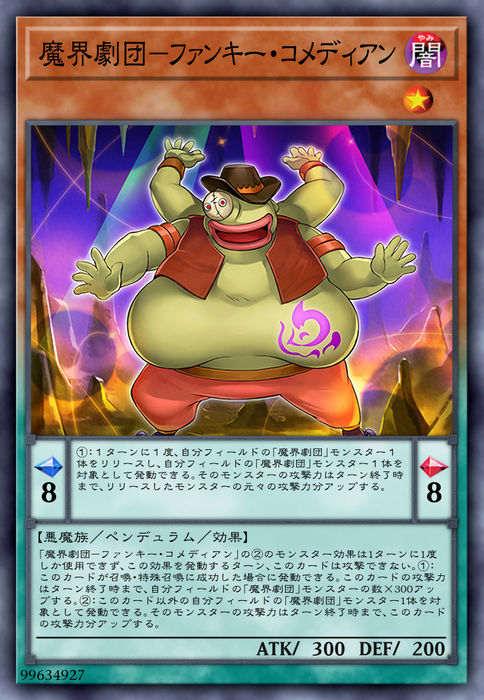 魔界劇団－ファンキー・コメディアン
やみ
闇
①：１ターンに１度、自分フィールドの「魔界劇団」モンスター１
体をリリースし、自分フィールドの「魔界劇団」モンスター１体を
対象として発動できる。そのモンスターの攻撃力はターン終了時
まで、リリースしたモンスターの元々の攻撃力分アップする。
8
8
【悪魔族／ペンデュラム／効果】
「魔界劇団－ファンキー・コメディアン」の②のモンスター効果は1ターンに1度
しか使用できず、この効果を発動するターン、このカードは攻撃できない。①：
このカードが召喚・特殊召喚に成功した場合に発動できる。このカードの攻撃力
はターン終了時まで、自分フィールドの「魔界劇団」モンスターの数×300アッ
プする。②：このカード以外の自分フィールドの「魔界劇団」モンスター1体を対
象として発動できる。そのモンスターの攻撃力はターン終了時まで、このカード
の攻撃力分アップする。
ATK/ 300 DEF/ 200
99634927